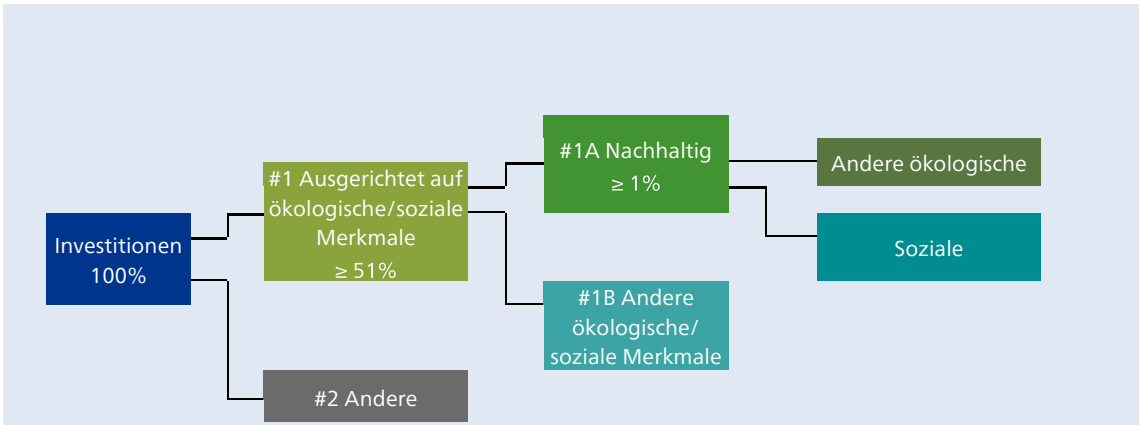 Investitionen
100%
#1 Ausgerichtet auf
ökologische/soziale
Merkmale
≥ 51%
#2 Andere
#1A Nachhaltig
≥ 1%
#1B Andere
ökologische/
soziale Merkmale
Andere ökologische
Soziale